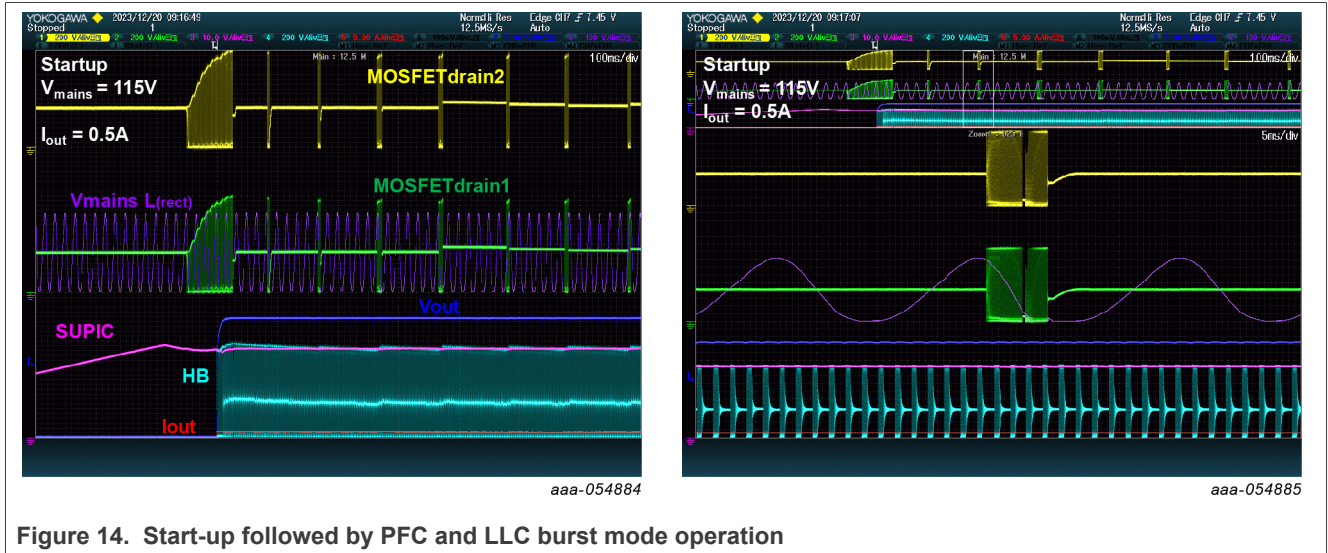 YOKOGAWA 2023/12/20 09:16:49
Stopped 1
Normal Hi Res Edge CH7 7.45 V
12.5MS/s Auto
Main : 12.5 M
100ms/div
Startup
Vmains = 115V
Iout = 0.5A
MOSFETdrain2
MOSFETdrain1
Vmains L(rect)
Vout
SUPIC
HB
Iout
aaa-054884
YOKOGAWA 2023/12/20 09:17:07
Stopped 1
Normal Hi Res Edge CH7 7.45 V
12.5MS/s Auto
Main : 12.5 M
100ms/div
Startup
Vmains = 115V
Iout = 0.5A
5ms/div
aaa-054885
Figure 14. Start-up followed by PFC and LLC burst mode operation